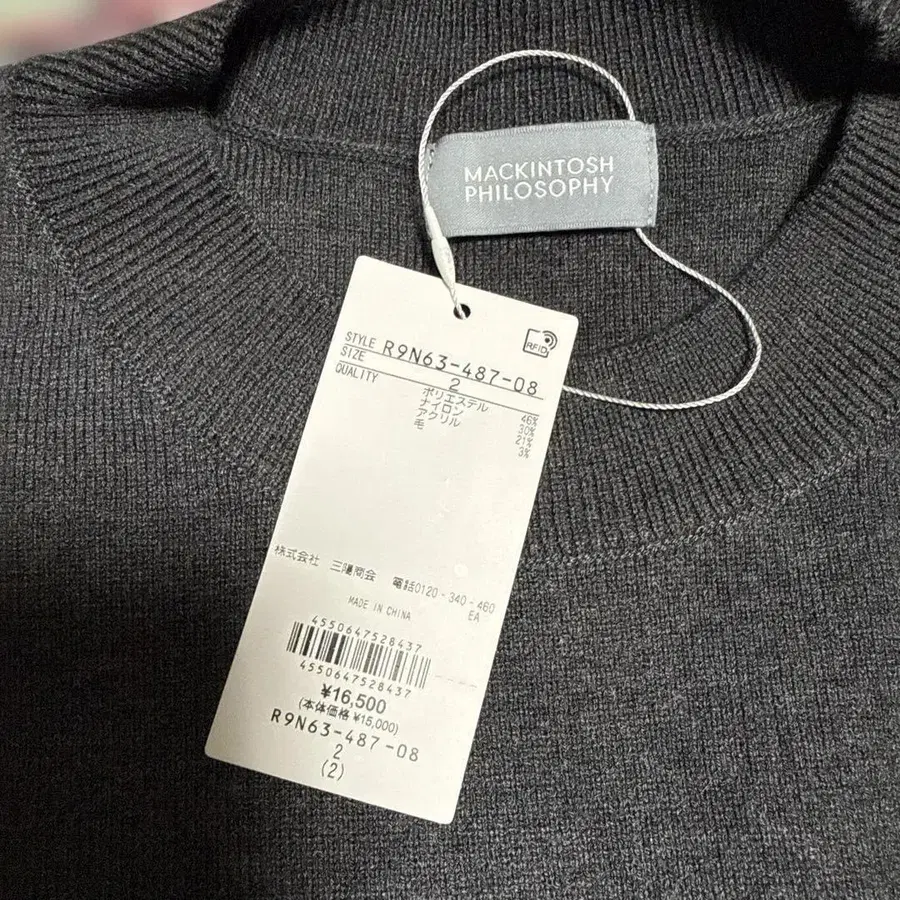 MACKINTOSH
PHILOSOPHY
RFID
STYLE R9N63-487-08
SIZE 2
QUALITY
ポリエステル 46%
ナイロン 30%
アクリル 21%
毛 3%
株式会社 三陽商会 電話0120-340-460
MADE IN CHINA EA
4550647528437
4550647528437
¥16,500
(本体価格 ¥15,000)
R9N63-487-08
2
(2)